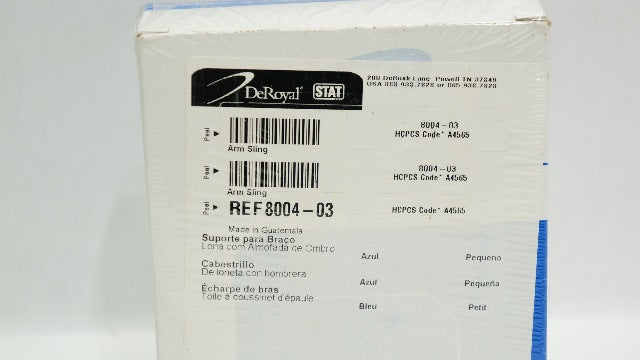 DeRoyal® STAT
200 DeBusk Lane Powell TN 37849
USA 888.938.7828 or 865.938.7828
Peel
8004-03
HCPCS Code* A4565
Arm Sling
Peel
8004-03
HCPCS Code* A4565
Arm Sling
Peel
REF 8004-03
HCPCS Code* A4565
Made in Guatemala
Suporte para Braço
Lona com Almofada de Ombro
Azul Pequeno
Cabestrillo
De loneta con hombrera
Azul Pequeña
Écharpe de bras
Toile à coussinet d'épaule
Bleu Petit